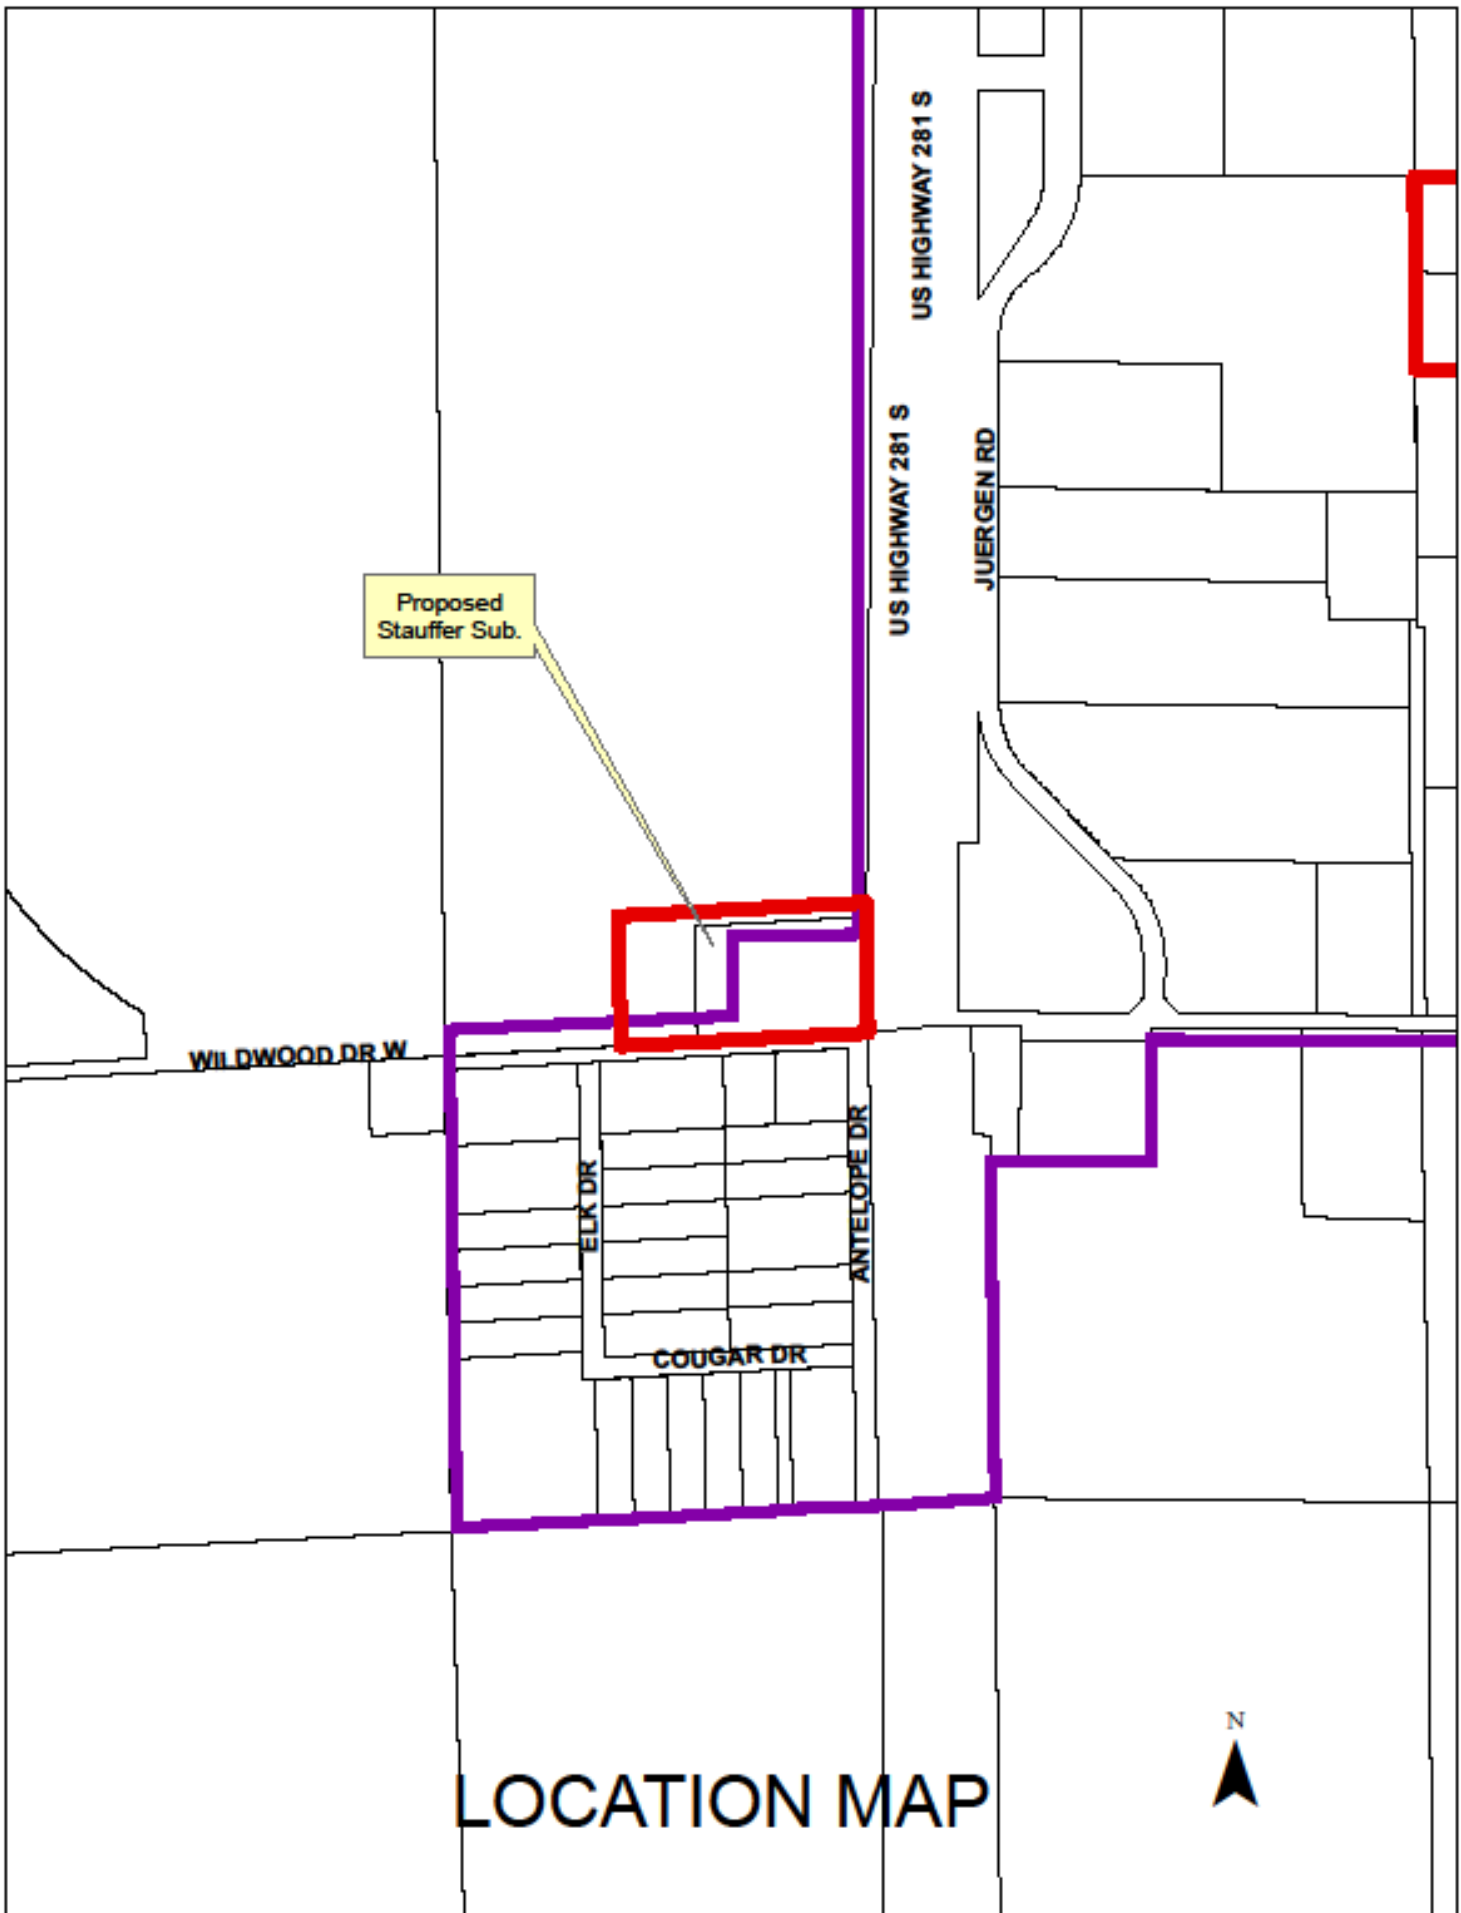 US HIGHWAY 281 S
US HIGHWAY 281 S
JUERGEN RD
Proposed
Stauffer Sub.
WILDWOOD DR W
ELK DR
ANTELOPE DR
COUGAR DR
N
LOCATION MAP